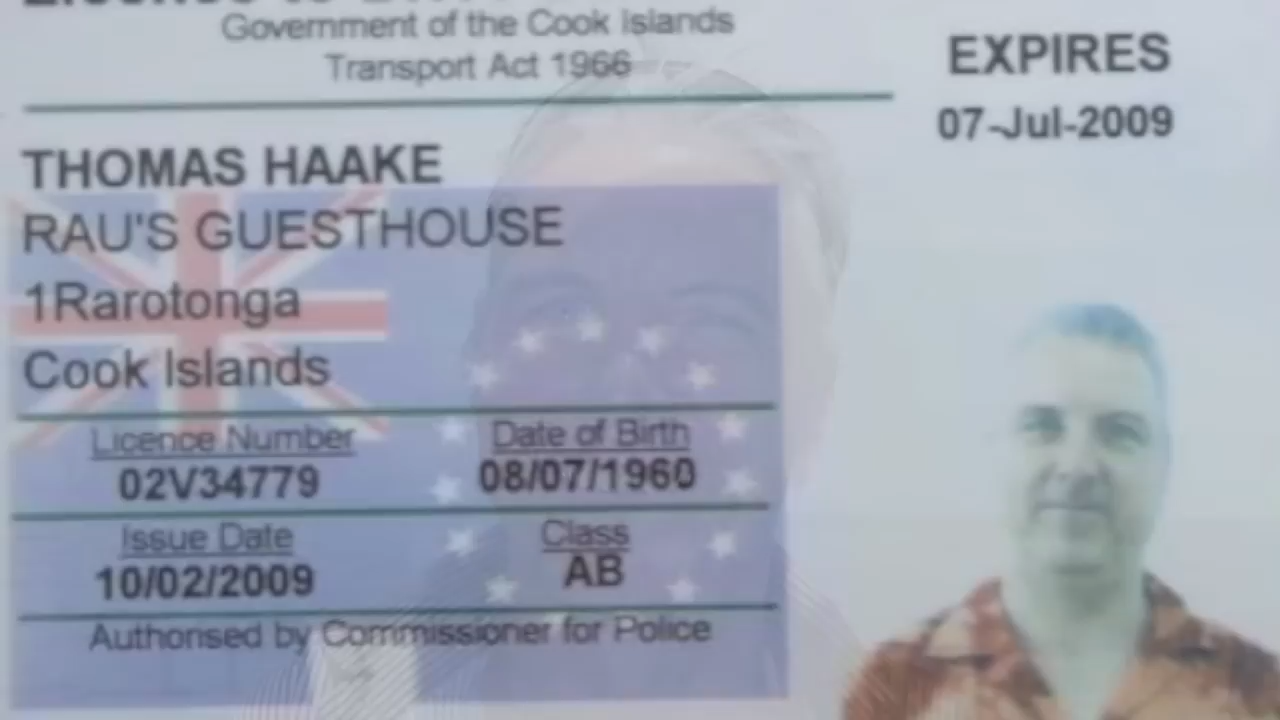 Government of the Cook Islands
Transport Act 1966
EXPIRES
07-Jul-2009
THOMAS HAAKE
RAU'S GUESTHOUSE
1Rarotonga
Cook Islands
Licence Number
02V34779
Date of Birth
08/07/1960
Issue Date
10/02/2009
Class
AB
Authorised by Commissioner for Police